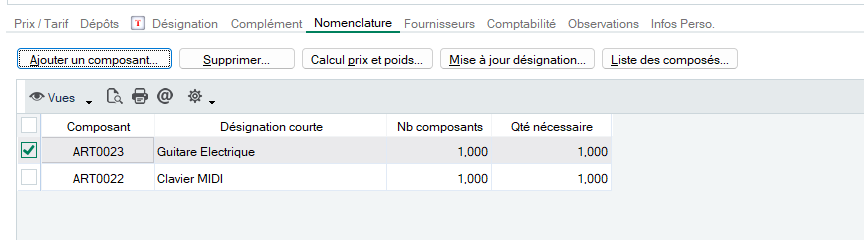 Prix / Tarif Dépôts T Désignation Complément Nomenclature Fournisseurs Comptabilité Observations Infos Perso.
Ajouter un composant... Supprimer... Calcul prix et poids... Mise à jour désignation... Liste des composés...
Vues @
Composant Désignation courte Nb composants Qté nécessaire
ART0023 Guitare Electrique 1,000 1,000
ART0022 Clavier MIDI 1,000 1,000